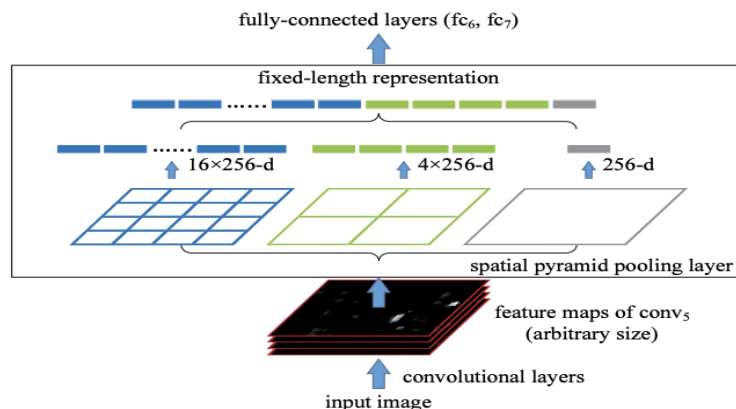 fully-connected layers (fc₆, fc₇)
fixed-length representation
......
......
16×256-d
4×256-d
256-d
spatial pyramid pooling layer
feature maps of conv₅
(arbitrary size)
convolutional layers
input image